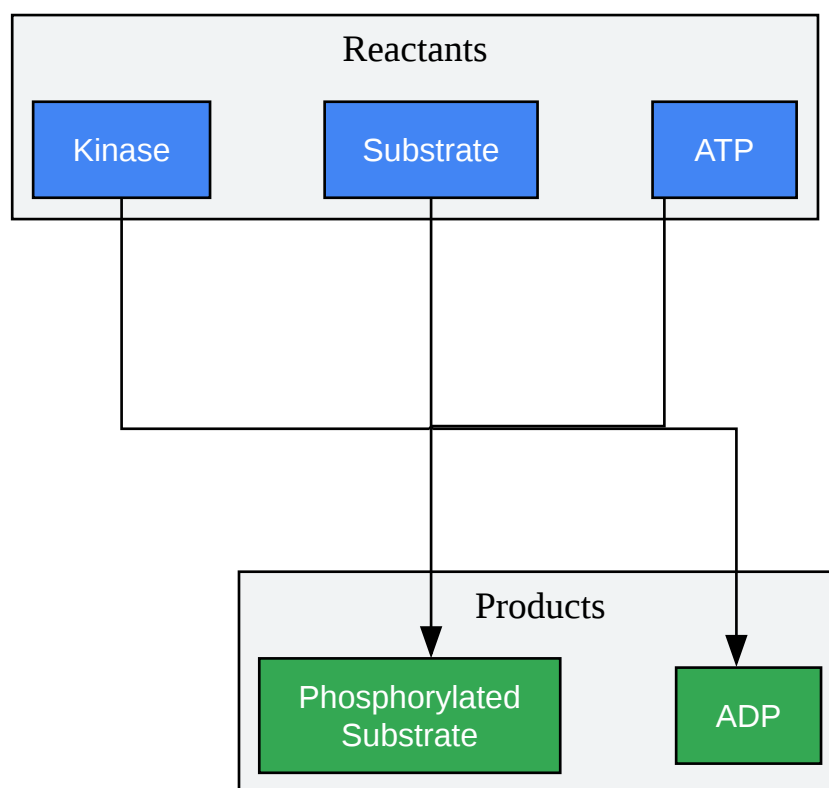 Reactants
Kinase
Substrate
ATP
Products
Phosphorylated
Substrate
ADP